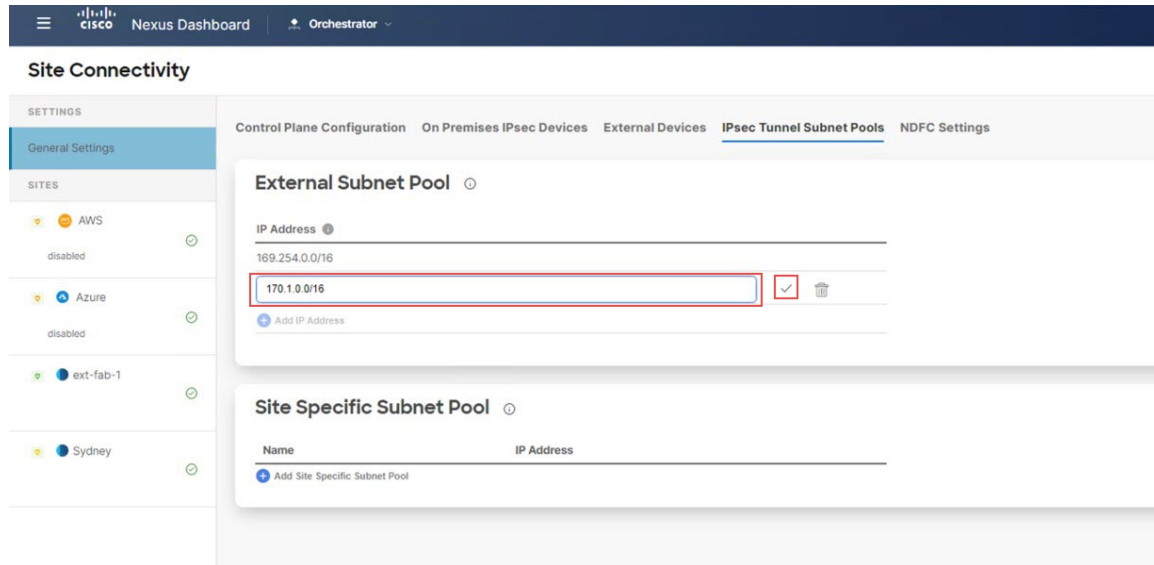 cisco Nexus Dashboard Orchestrator
Site Connectivity
SETTINGS
General Settings
SITES
AWS
disabled
Azure
disabled
ext-fab-1
Sydney
Control Plane Configuration On Premises IPsec Devices External Devices IPsec Tunnel Subnet Pools NDFC Settings
External Subnet Pool
IP Address
169.254.0.0/16
170.1.0.0/16
Add IP Address
Site Specific Subnet Pool
Name IP Address
Add Site Specific Subnet Pool